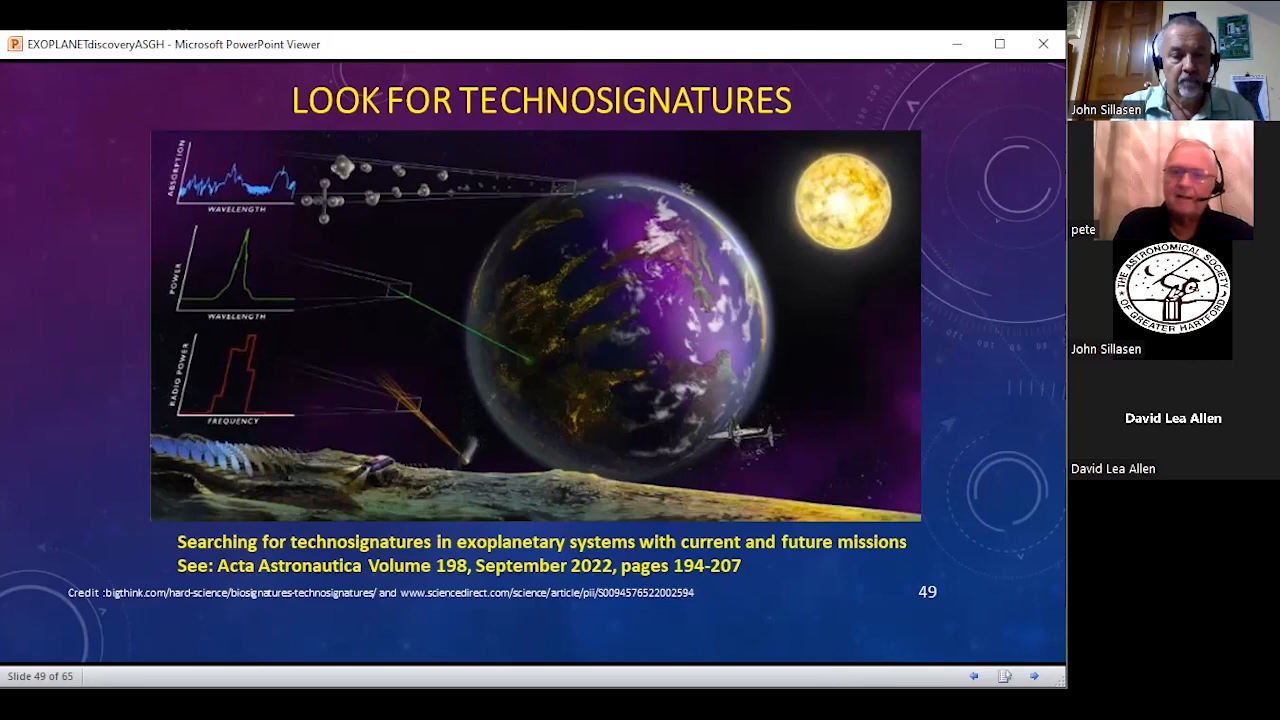 EXOPLANETdiscoveryASGH - Microsoft PowerPoint Viewer
LOOK FOR TECHNOSIGNATURES
ABSORPTION
WAVELENGTH
POWER
WAVELENGTH
RADIO POWER
FREQUENCY
Searching for technosignatures in exoplanetary systems with current and future missions
See: Acta Astronautica Volume 198, September 2022, pages 194-207
Credit :bigthink.com/hard-science/biosignatures-technosignatures/ and www.sciencedirect.com/science/article/pii/S0094576522002594
49
Slide 49 of 65
John Sillasen
pete
THE ASTRONOMICAL SOCIETY
OF GREATER HARTFORD
John Sillasen
David Lea Allen
David Lea Allen